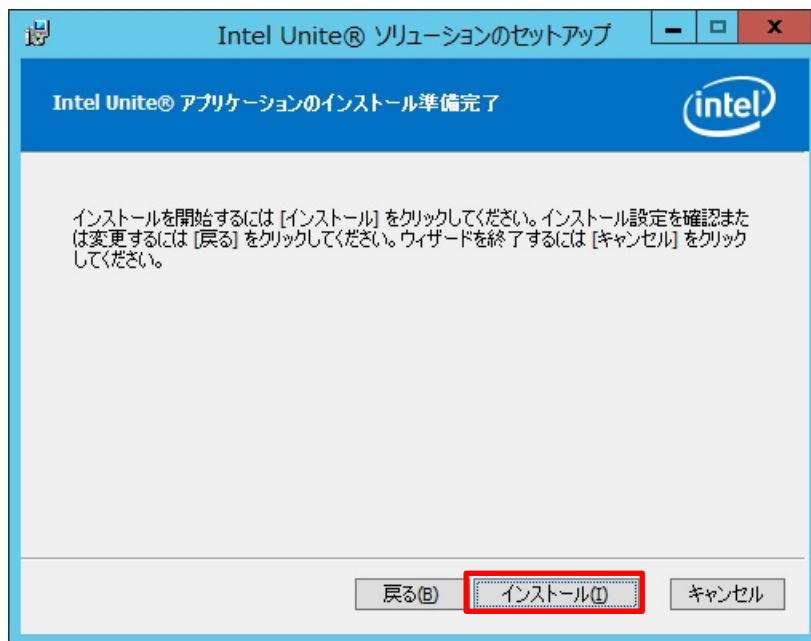 Intel Unite® ソリューションのセットアップ
Intel Unite® アプリケーションのインストール準備完了
intel
インストールを開始するには [インストール] をクリックしてください。インストール設定を確認また
は変更するには [戻る] をクリックしてください。ウィザードを終了するには [キャンセル] をクリック
してください。
戻る(B) インストール(I) キャンセル